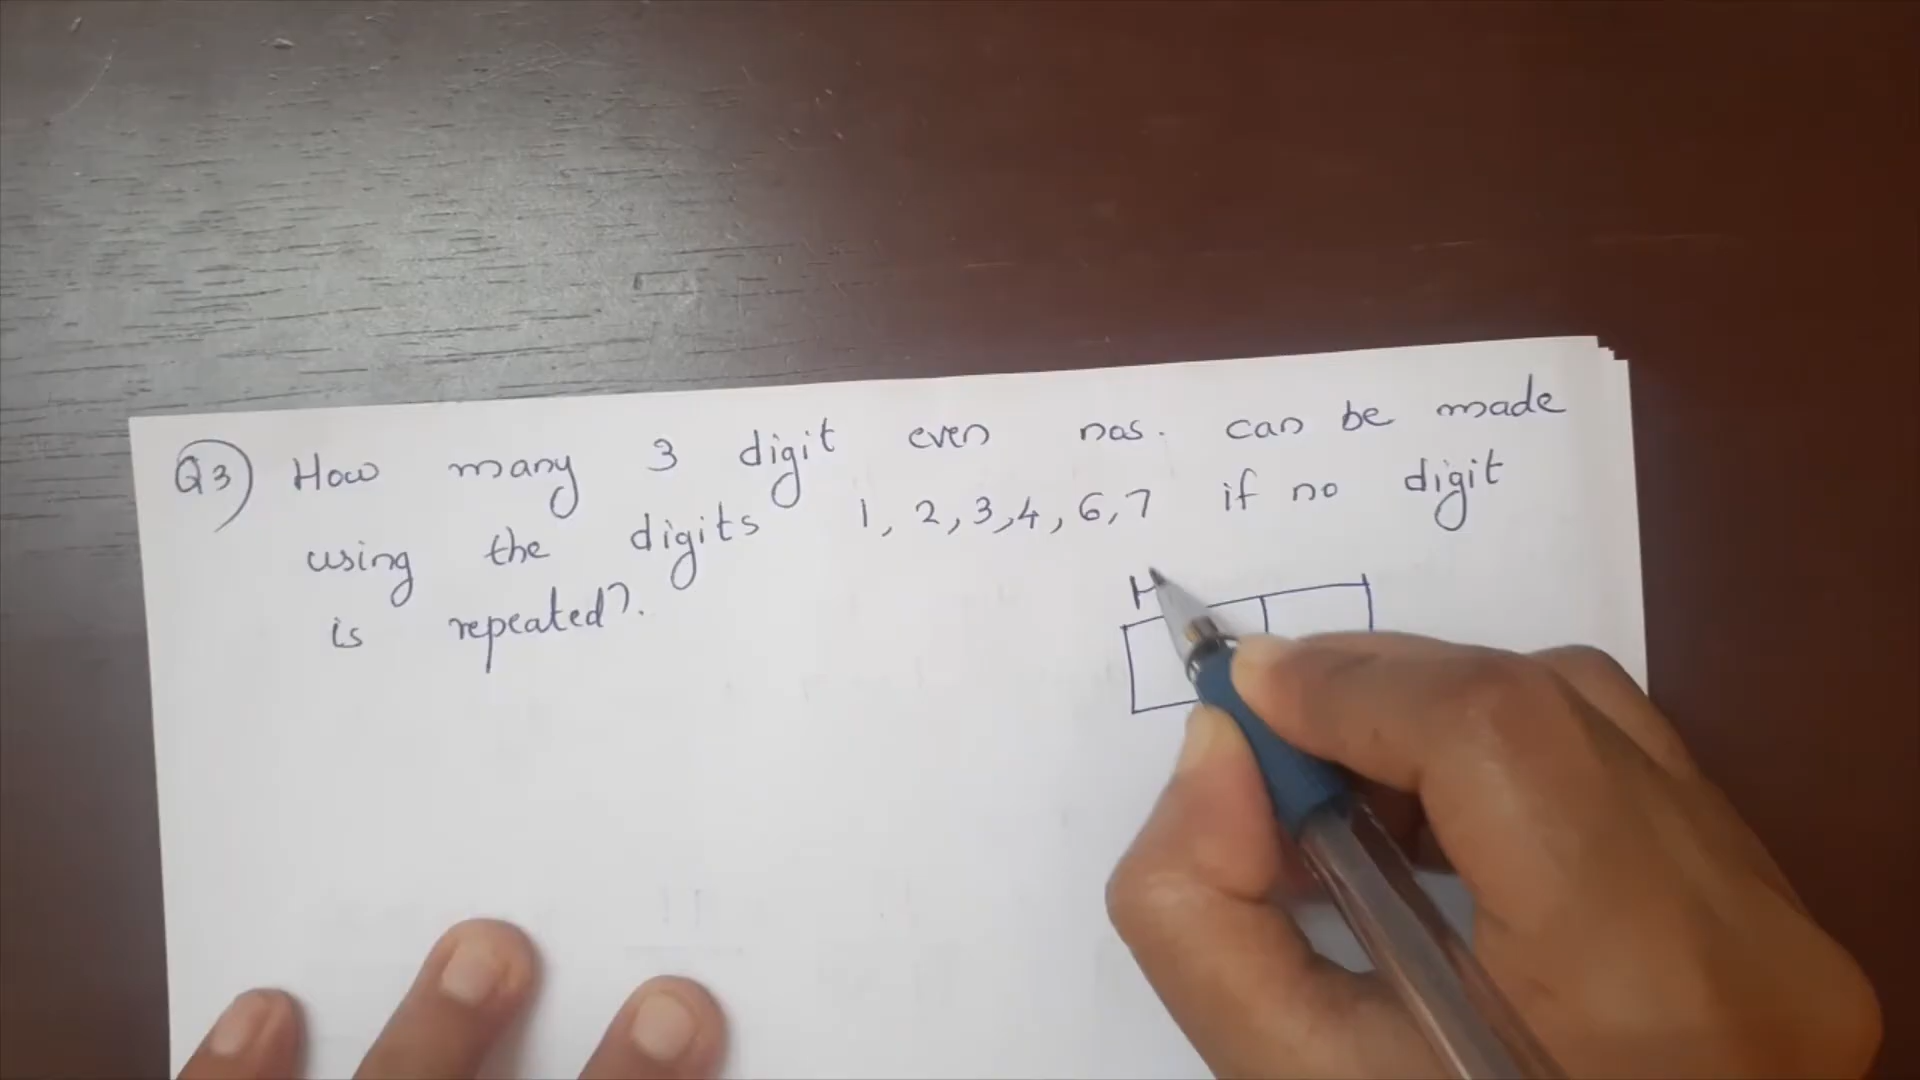 Q3) How many 3 digit even nos. can be made
using the digits 1, 2, 3, 4, 6, 7 if no digit
is repeated?.
H